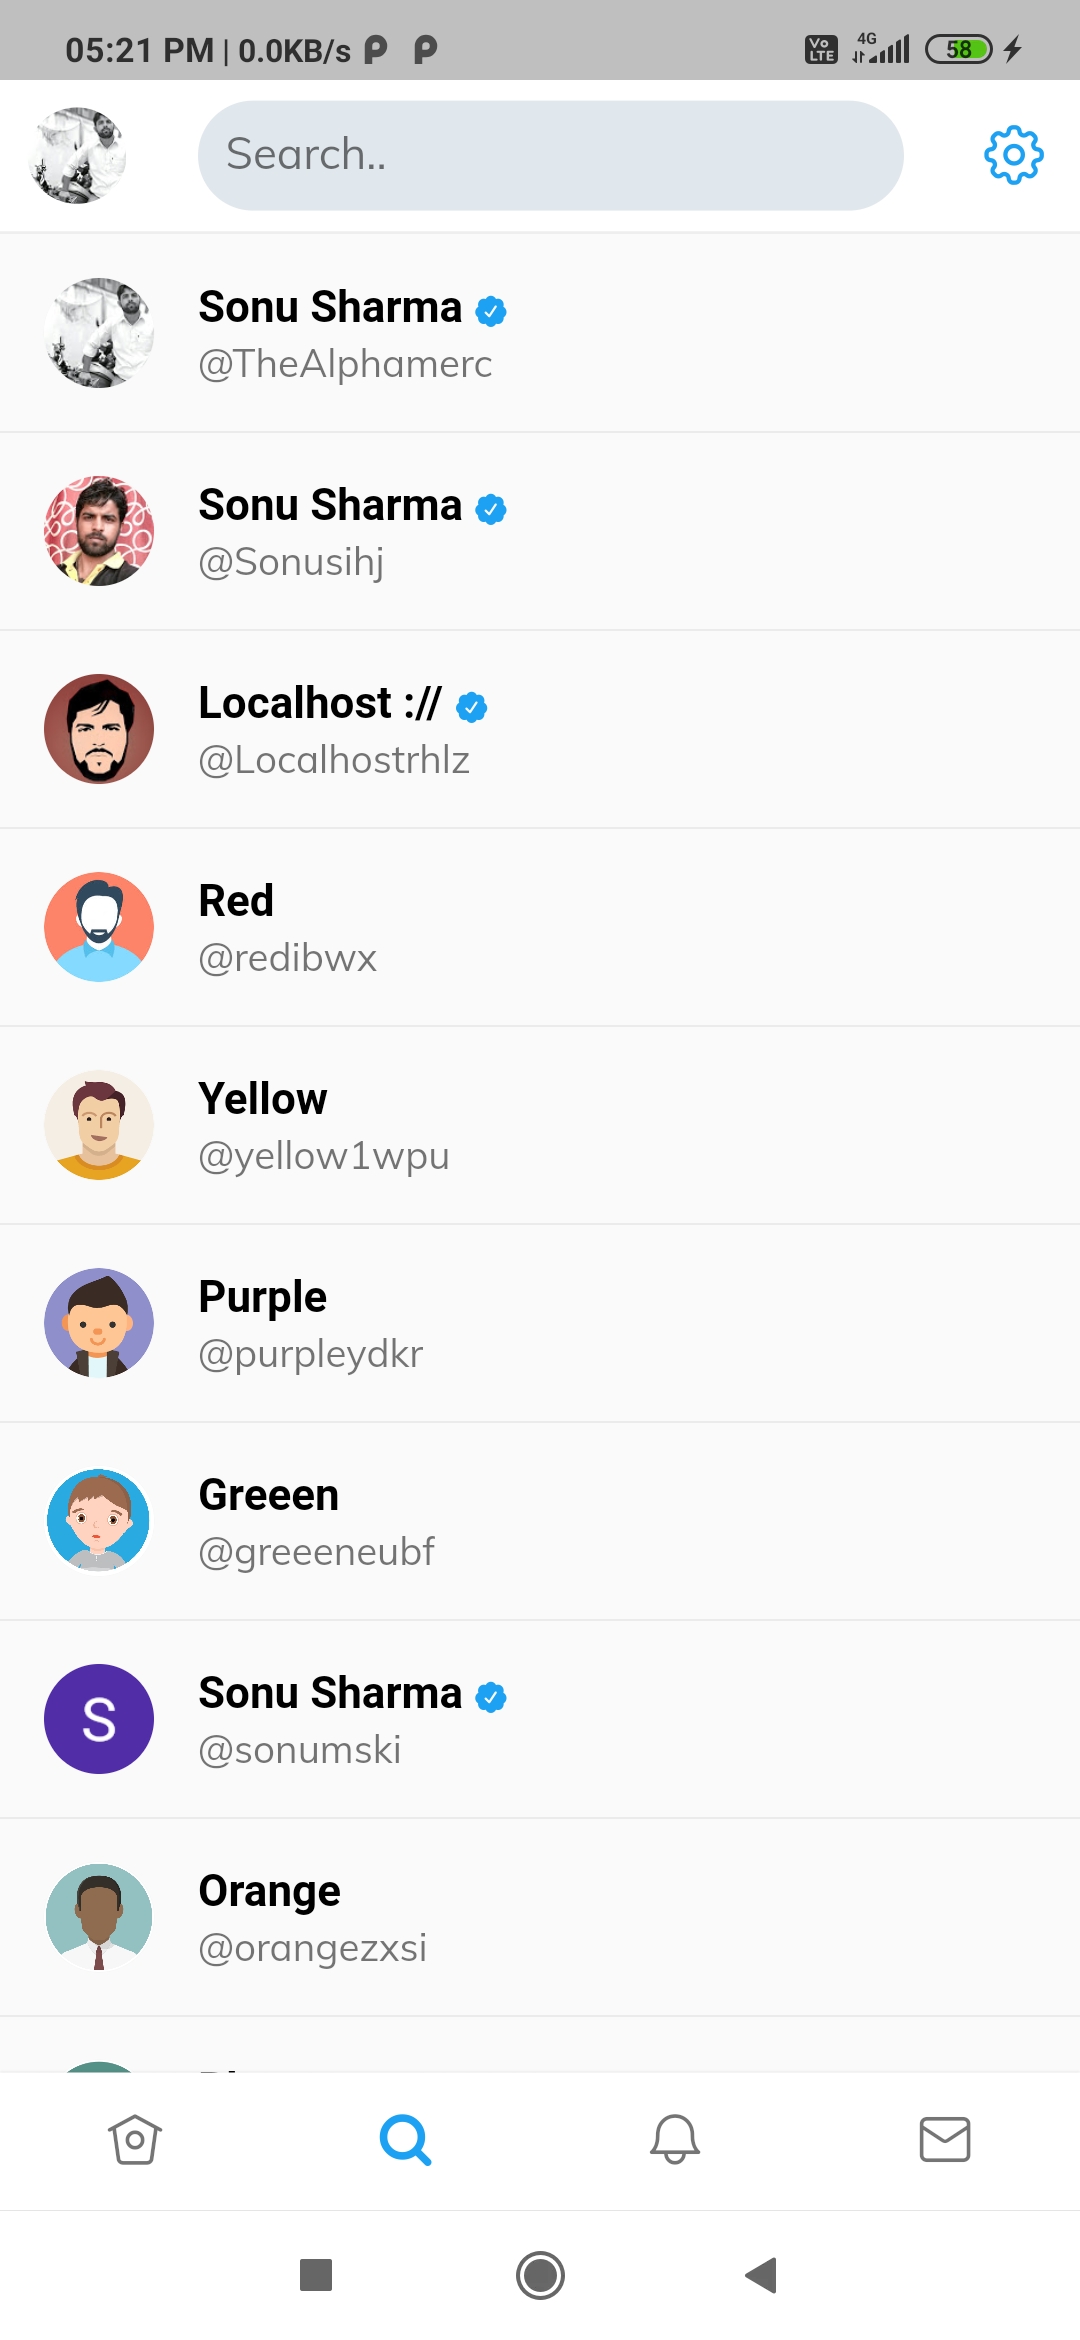 05:21 PM | 0.0KB/s
Vo LTE 4G 58
Search..
Sonu Sharma
@TheAlphamerc
Sonu Sharma
@Sonusihj
Localhost ://
@Localhostrhlz
Red
@redibwx
Yellow
@yellow1wpu
Purple
@purpleydkr
Greeen
@greeeneubf
S
Sonu Sharma
@sonumski
Orange
@orangezxsi